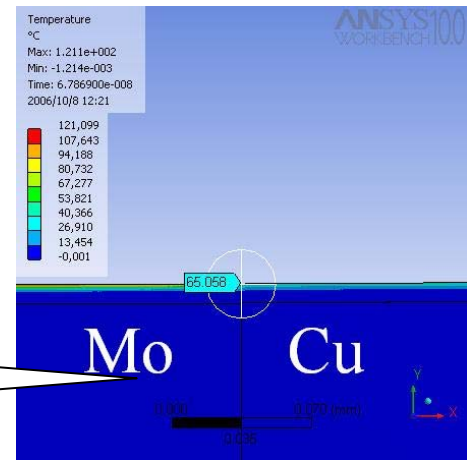 Temperature
°C
Max: 1.211e+002
Min: -1.214e-003
Time: 6.786900e-008
2006/10/8 12:21
121,099
107,643
94,188
80,732
67,277
53,821
40,366
26,910
13,454
-0,001
ANSYS 10.0
WORKBENCH
65.058
Mo Cu
0.000 0.070 (mm)
0.035
Y
X